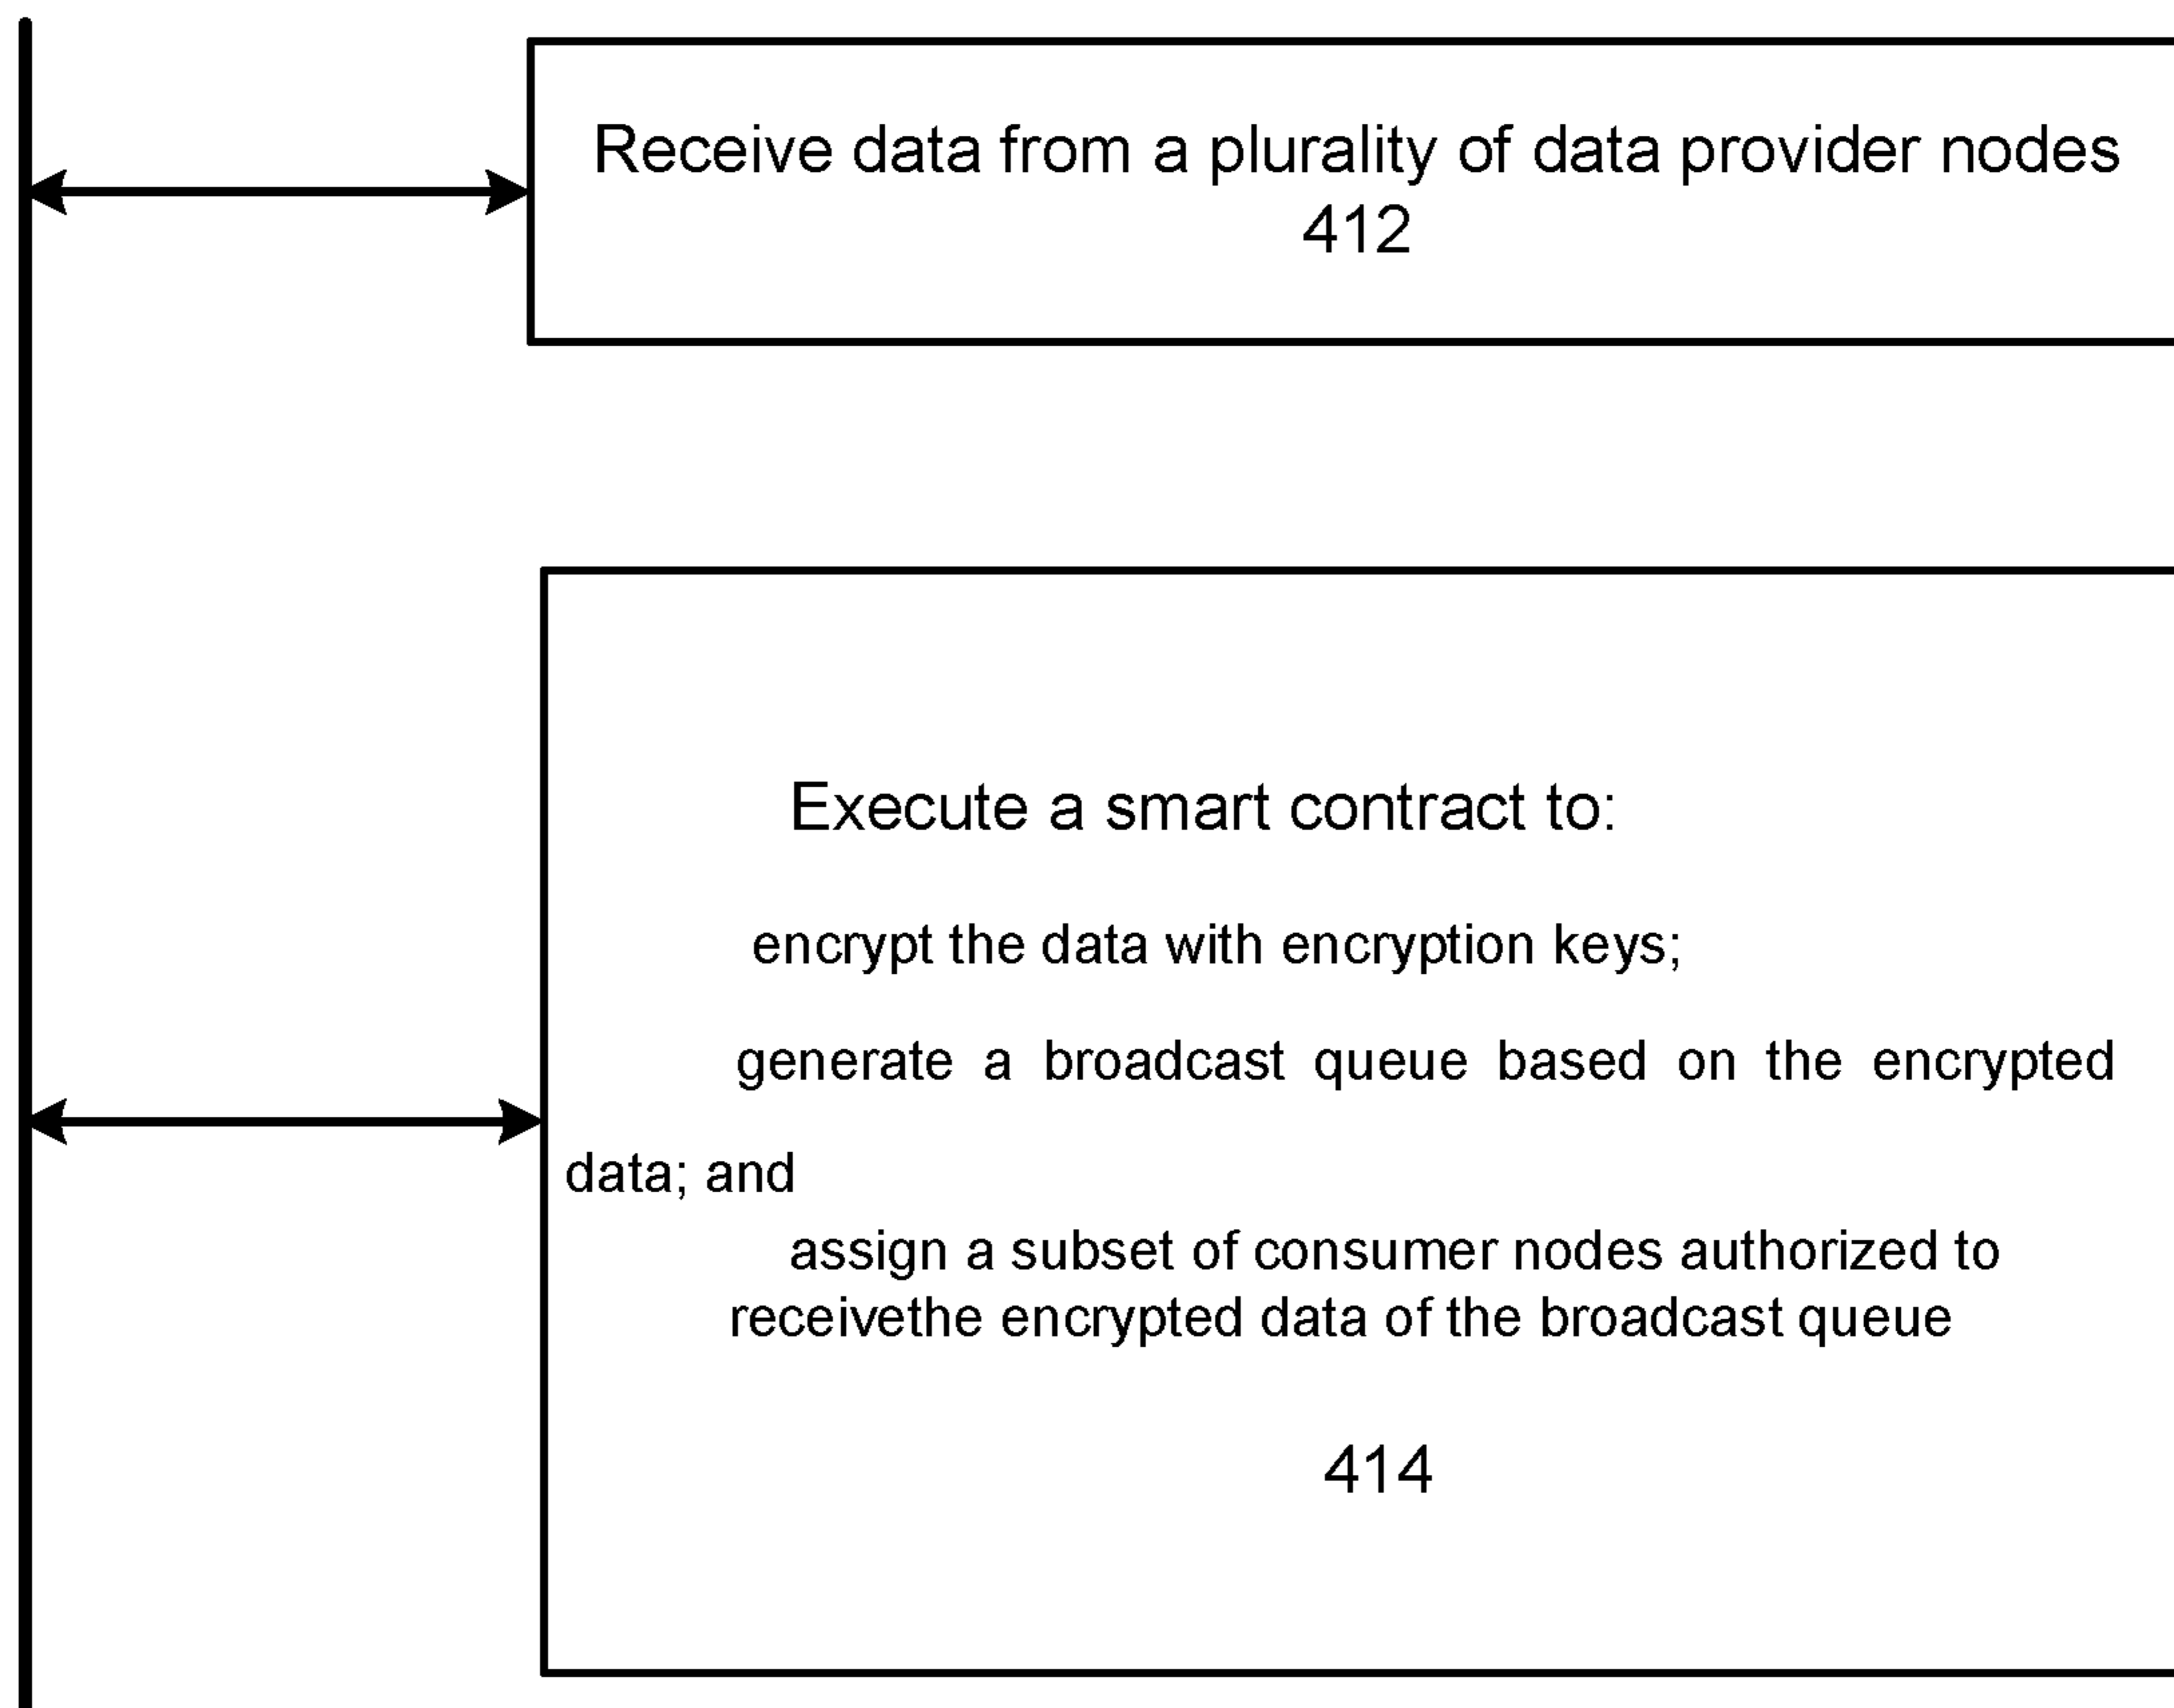 Receive data from a plurality of data provider nodes
412
Execute a smart contract to:
encrypt the data with encryption keys;
generate a broadcast queue based on the encrypted
data; and
assign a subset of consumer nodes authorized to
receivethe encrypted data of the broadcast queue
414